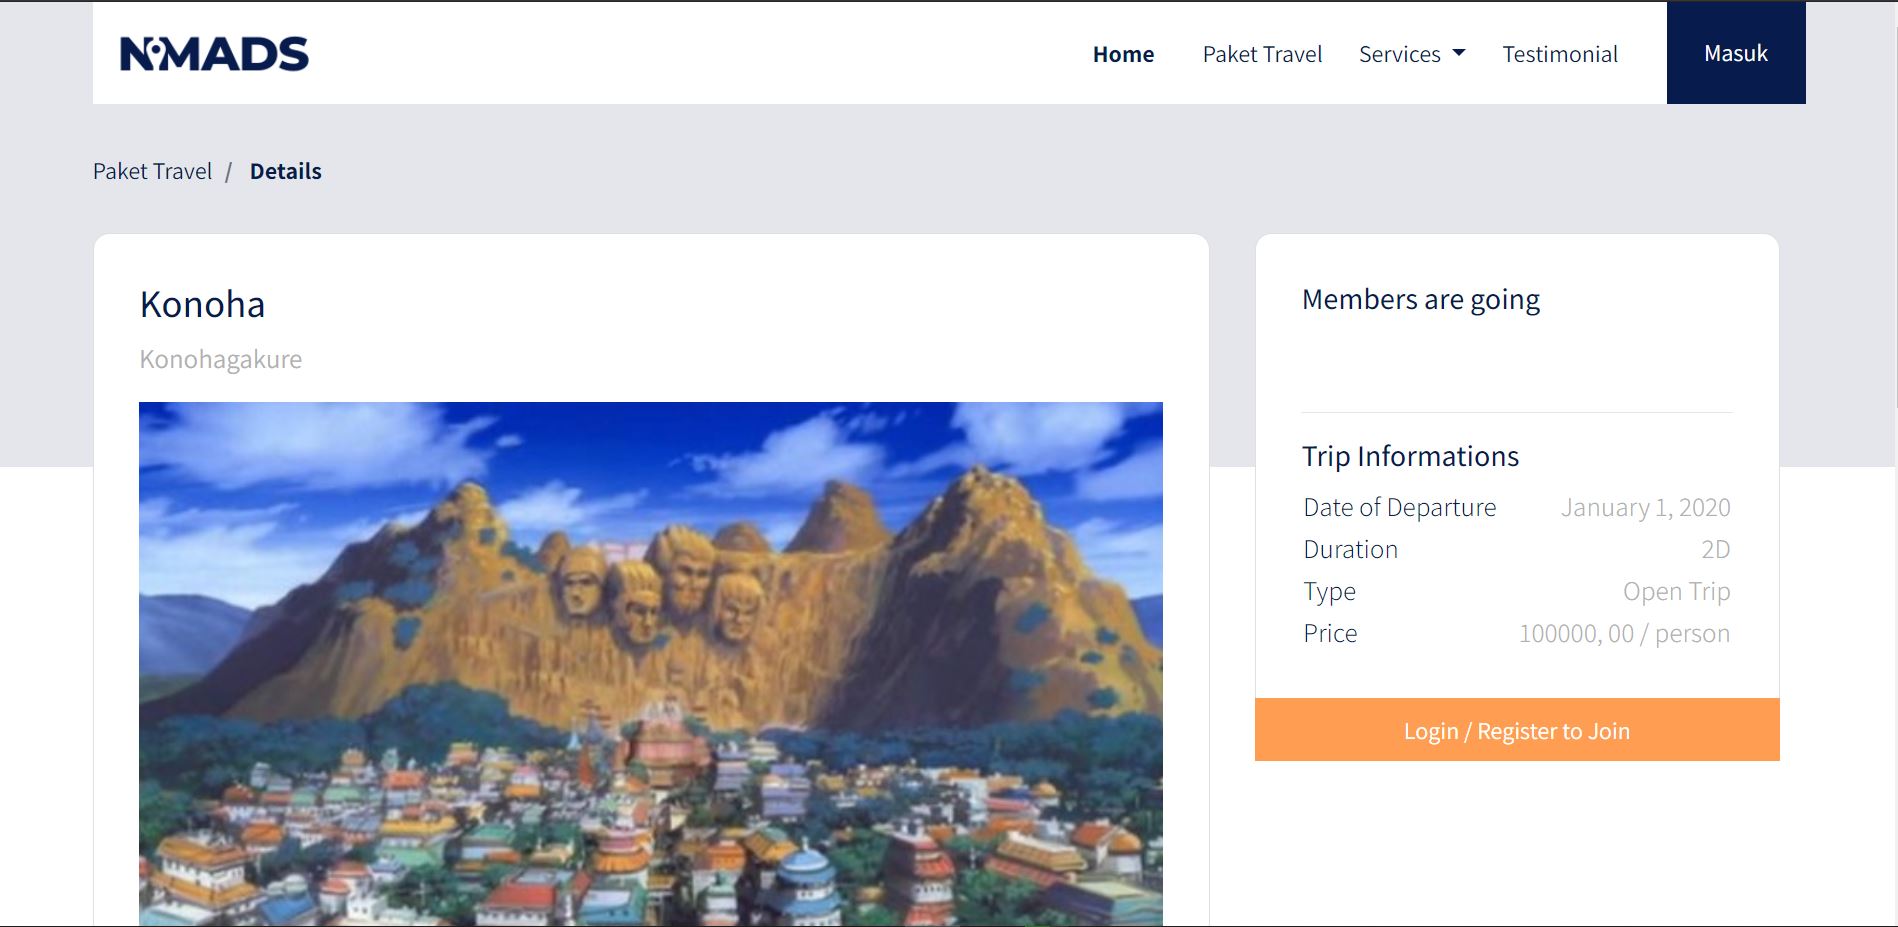 NOMADS
Home Paket Travel Services Testimonial Masuk
Paket Travel / Details
Konoha
Konohagakure
Members are going
Trip Informations
Date of Departure January 1, 2020
Duration 2D
Type Open Trip
Price 100000, 00 / person
Login / Register to Join